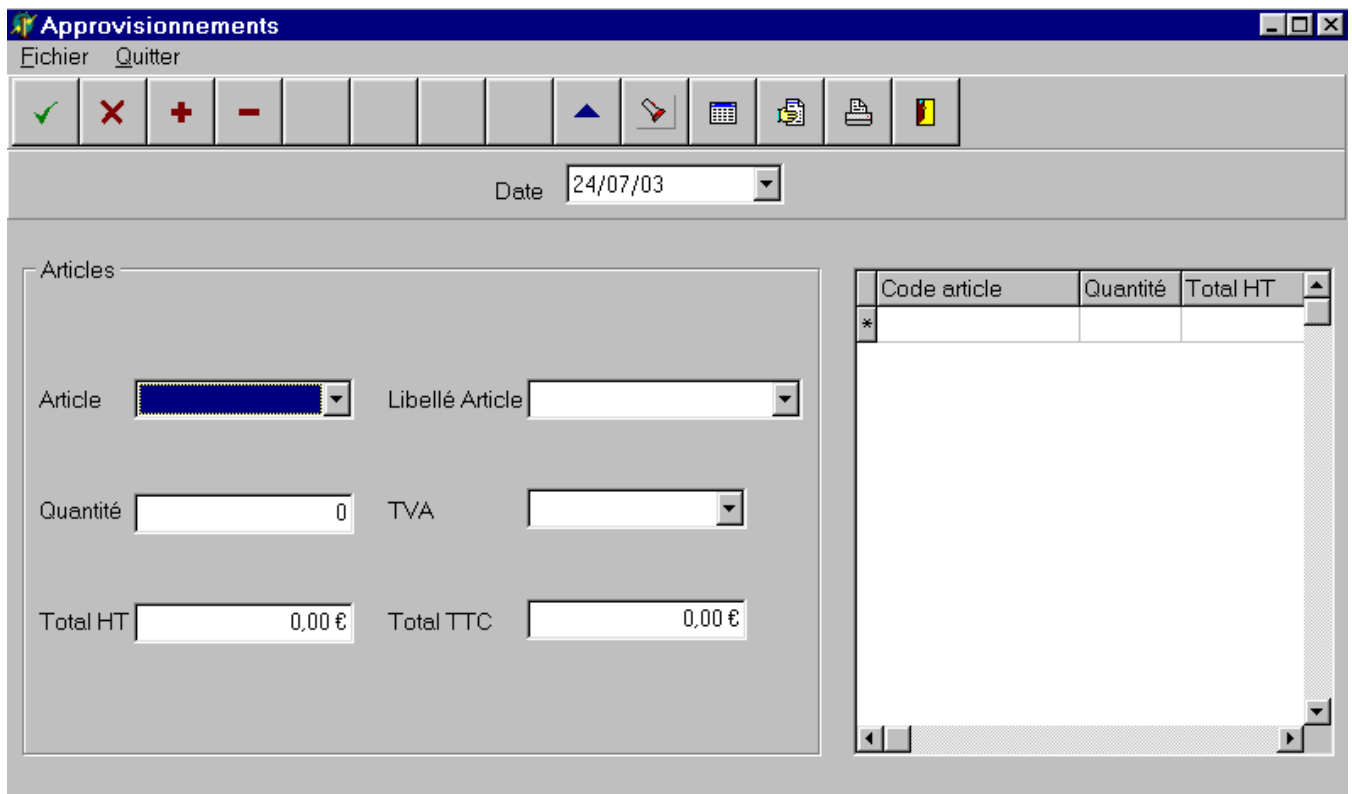 Approvisionnements
Fichier Quitter
Date 24/07/03
Articles
Code article Quantité Total HT
*
Article Libellé Article
Quantité 0 TVA
Total HT 0,00 € Total TTC 0,00 €